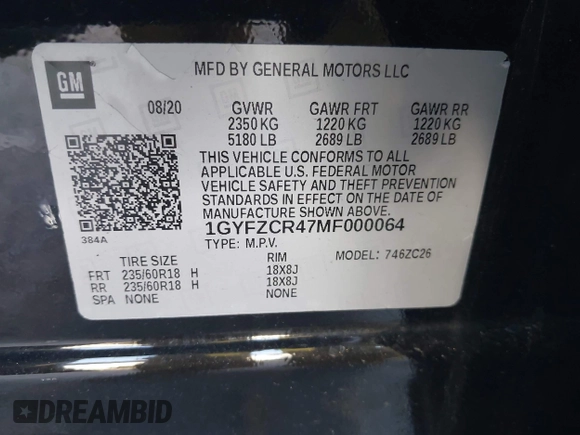 GM
MFD BY GENERAL MOTORS LLC
08/20 GVWR GAWR FRT GAWR RR
2350 KG 1220 KG 1220 KG
5180 LB 2689 LB 2689 LB
THIS VEHICLE CONFORMS TO ALL
APPLICABLE U.S. FEDERAL MOTOR
VEHICLE SAFETY AND THEFT PREVENTION
STANDARDS IN EFFECT ON THE DATE OF
MANUFACTURE SHOWN ABOVE.
384A 1GYFZCR47MF000064
TYPE: M.P.V. MODEL: 746ZC26
TIRE SIZE RIM
FRT 235/60R18 H 18X8J
RR 235/60R18 H 18X8J
SPA NONE NONE
DREAMBID